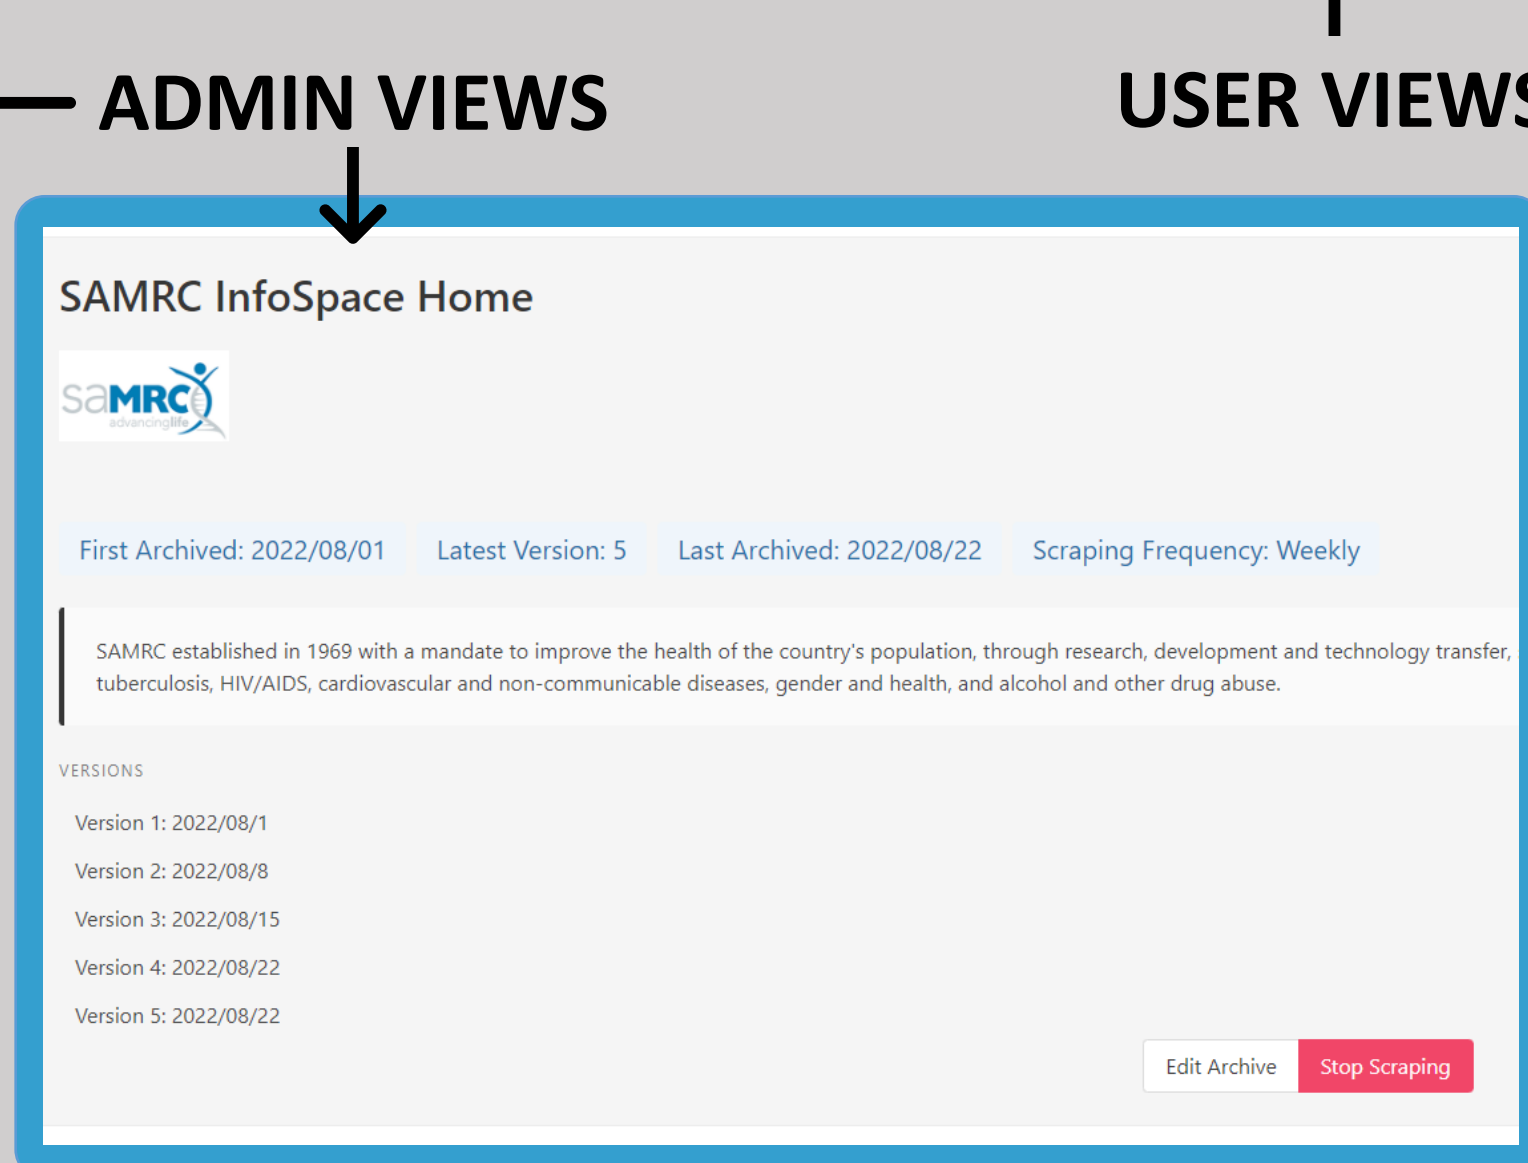 ADMIN VIEWS
USER VIEWS
SAMRC InfoSpace Home
saMRC
advancinglife
First Archived: 2022/08/01 Latest Version: 5 Last Archived: 2022/08/22 Scraping Frequency: Weekly
SAMRC established in 1969 with a mandate to improve the health of the country's population, through research, development and technology transfer,
tuberculosis, HIV/AIDS, cardiovascular and non-communicable diseases, gender and health, and alcohol and other drug abuse.
VERSIONS
Version 1: 2022/08/1
Version 2: 2022/08/8
Version 3: 2022/08/15
Version 4: 2022/08/22
Version 5: 2022/08/22
Edit Archive Stop Scraping